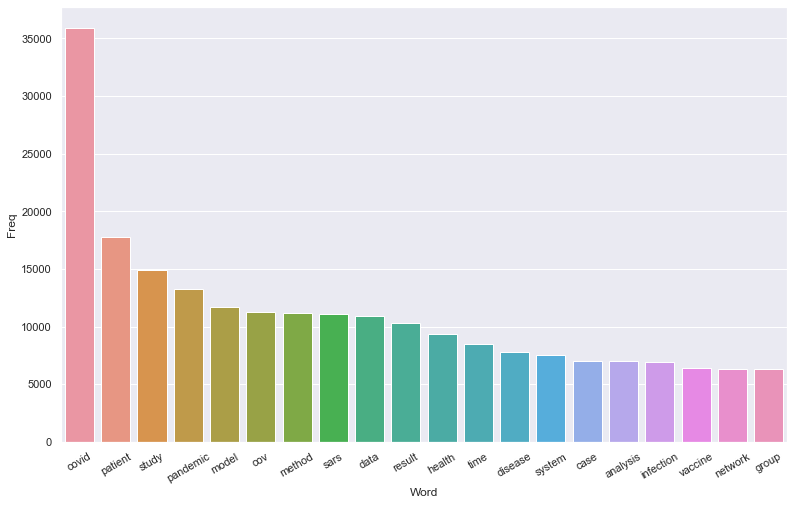 35000
30000
25000
20000
15000
10000
5000
0
Freq
covid
patient
study
pandemic
model
cov
method
sars
data
result
health
time
disease
system
case
analysis
infection
vaccine
network
group
Word